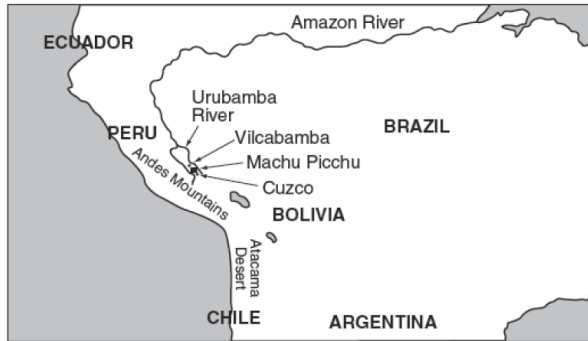 Amazon River
ECUADOR
Urubamba
River
PERU
BRAZIL
Vilcabamba
Machu Picchu
Andes Mountains
Cuzco
BOLIVIA
Atacama
Desert
CHILE
ARGENTINA